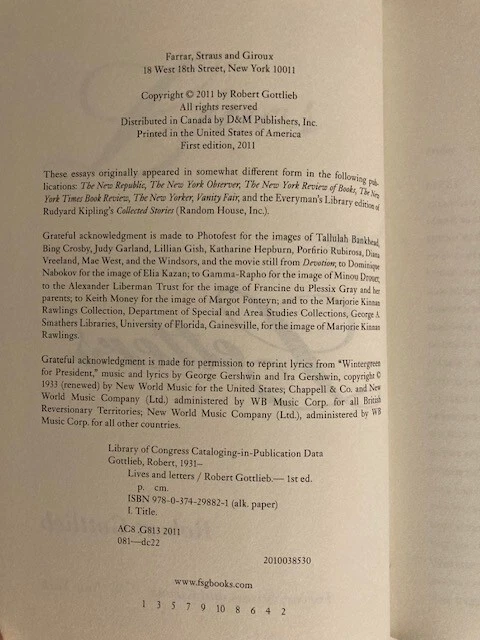 Farrar, Straus and Giroux
18 West 18th Street, New York 10011
Copyright © 2011 by Robert Gottlieb
All rights reserved
Distributed in Canada by D&M Publishers, Inc.
Printed in the United States of America
First edition, 2011
These essays originally appeared in somewhat different form in the following pub-
lications: The New Republic, The New York Observer, The New York Review of Books, The New
York Times Book Review, The New Yorker, Vanity Fair, and the Everyman's Library edition of
Rudyard Kipling's Collected Stories (Random House, Inc.).
Grateful acknowledgment is made to Photofest for the images of Tallulah Bankhead,
Bing Crosby, Judy Garland, Lillian Gish, Katharine Hepburn, Porfirio Rubirosa, Diana
Vreeland, Mae West, and the Windsors, and the movie still from Devotion; to Dominique
Nabokov for the image of Elia Kazan; to Gamma-Rapho for the image of Minou Drouet;
to the Alexander Liberman Trust for the image of Francine du Plessix Gray and her
parents; to Keith Money for the image of Margot Fonteyn; and to the Marjorie Kinnan
Rawlings Collection, Department of Special and Area Studies Collections, George A.
Smathers Libraries, University of Florida, Gainesville, for the image of Marjorie Kinnan
Rawlings.
Grateful acknowledgment is made for permission to reprint lyrics from "Wintergreen
for President," music and lyrics by George Gershwin and Ira Gershwin, copyright ©
1933 (renewed) by New World Music for the United States; Chappell & Co. and New
World Music Company (Ltd.) administered by WB Music Corp. for all British
Reversionary Territories; New World Music Company (Ltd.), administered by WB
Music Corp. for all other countries.
Library of Congress Cataloging-in-Publication Data
Gottlieb, Robert, 1931–
Lives and letters / Robert Gottlieb.— 1st ed.
p. cm.
ISBN 978-0-374-29882-1 (alk. paper)
I. Title.
AC8 .G813 2011
081—dc22
2010038530
www.fsgbooks.com
1 3 5 7 9 10 8 6 4 2